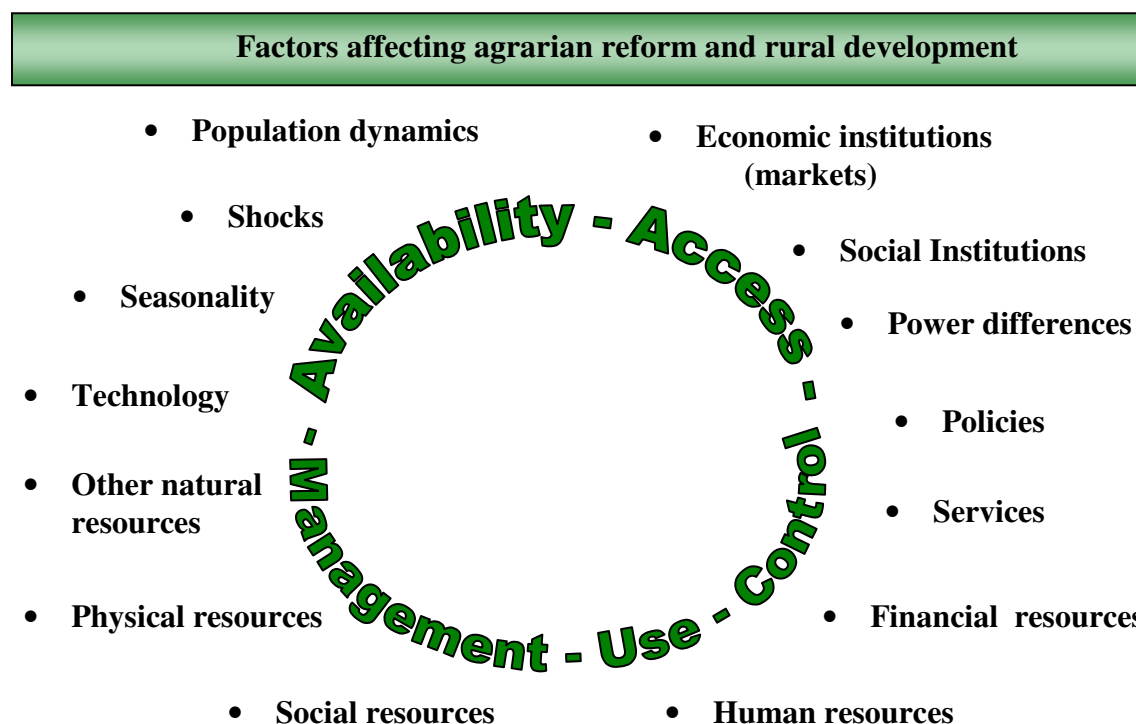 Factors affecting agrarian reform and rural development
• Population dynamics
• Economic institutions
(markets)
• Shocks
• Social Institutions
• Seasonality
• Power differences
• Technology
• Policies
• Other natural
resources
• Services
• Physical resources
• Financial resources
• Social resources
• Human resources
Availability - Access - Control - Use - Management -